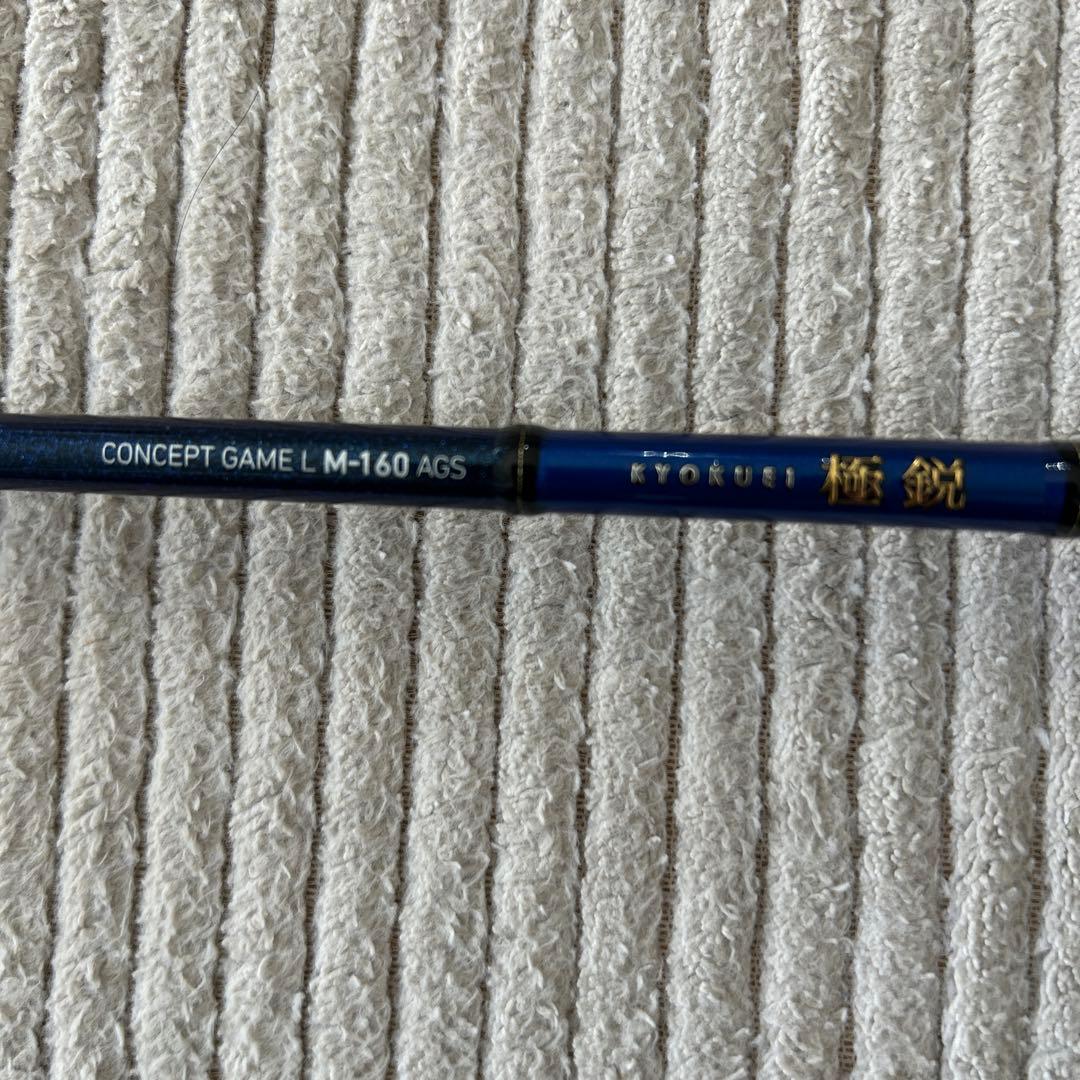 CONCEPT GAME L M-160 AGS
KYOKUEI 極鋭